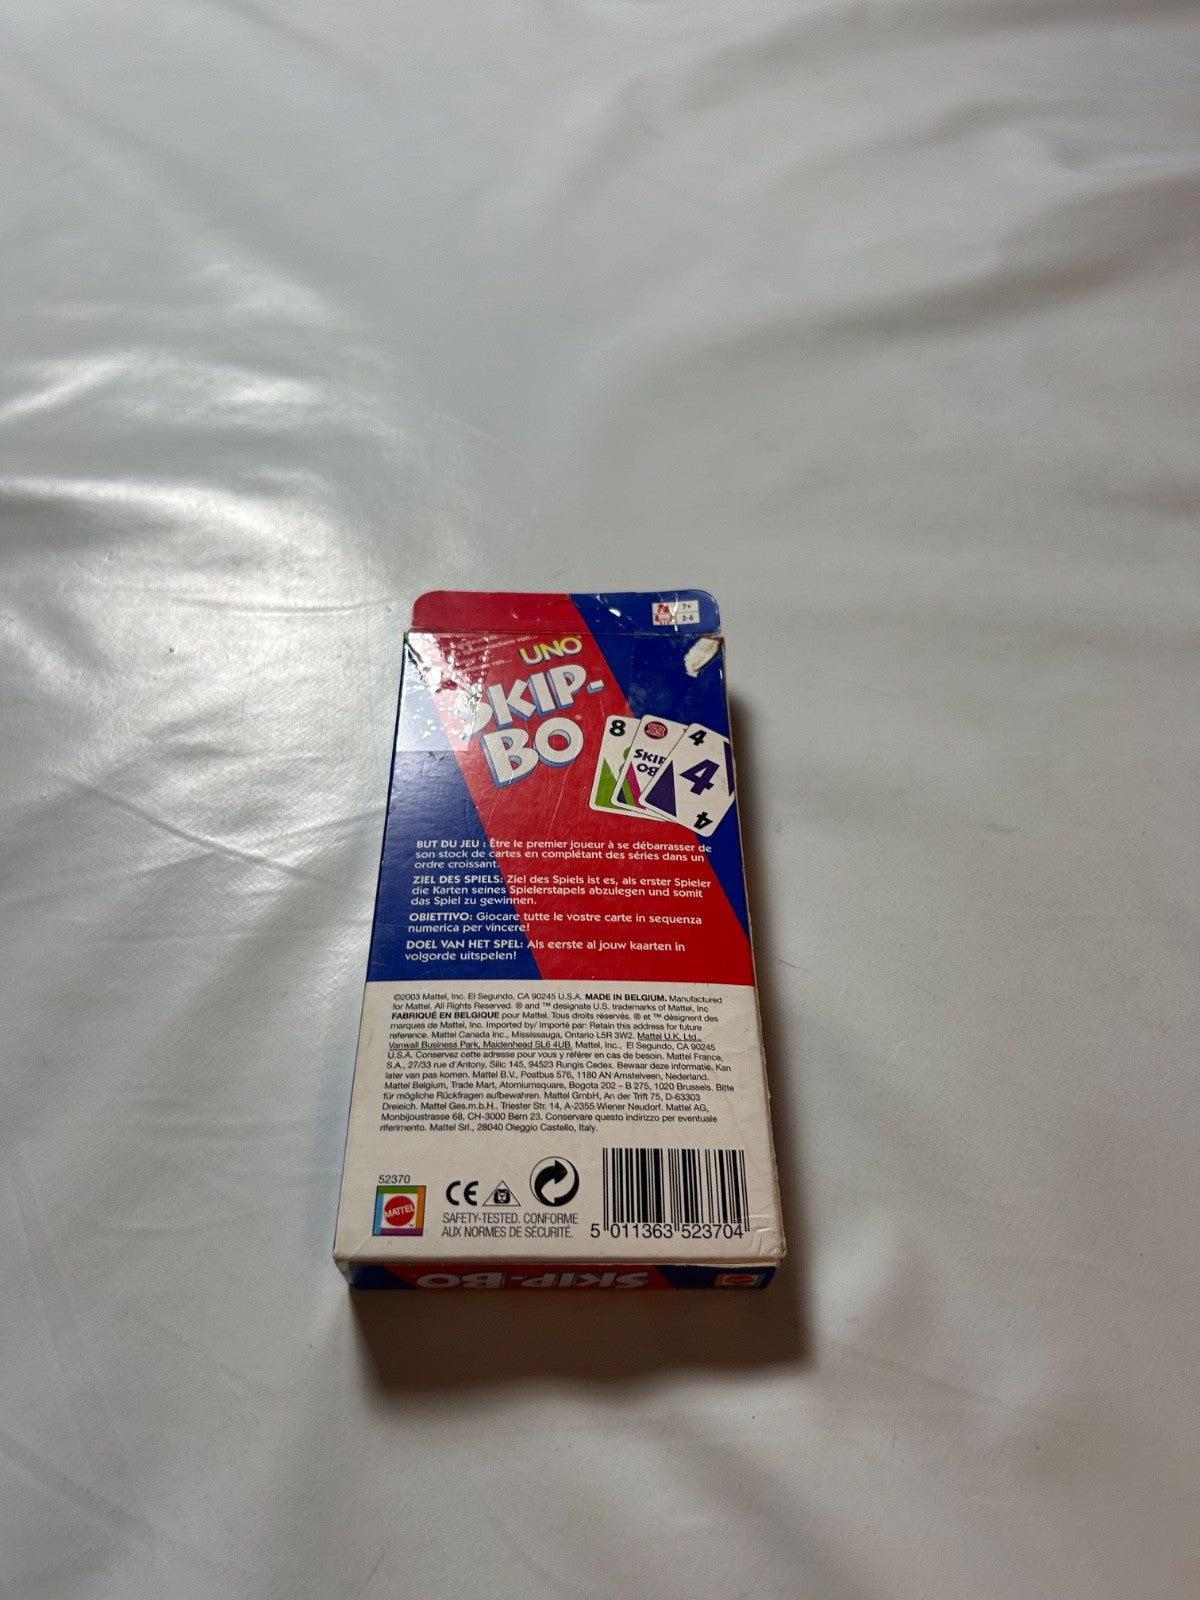 7+
2-6
UNO
SKIP-
BO
8
SKIP
BO
4
4
4
BUT DU JEU : Être le premier joueur à se débarrasser de
son stock de cartes en complétant des séries dans un
ordre croissant.
ZIEL DES SPIELS: Ziel des Spiels ist es, als erster Spieler
die Karten seines Spielerstapels abzulegen und somit
das Spiel zu gewinnen.
OBIETTIVO: Giocare tutte le vostre carte in sequenza
numerica per vincere!
DOEL VAN HET SPEL: Als eerste al jouw kaarten in
volgorde uitspelen!
©2003 Mattel, Inc. El Segundo, CA 90245 U.S.A. MADE IN BELGIUM. Manufactured
for Mattel. All Rights Reserved. ® and ™ designate U.S. trademarks of Mattel, Inc
FABRIQUÉ EN BELGIQUE pour Mattel. Tous droits réservés. ® et ™ désignent des
marques de Mattel, Inc. Imported by/ Importé par: Retain this address for future
reference. Mattel Canada Inc., Mississauga, Ontario L5R 3W2. Mattel U.K. Ltd.,
Vanwall Business Park, Maidenhead SL6 4UB. Mattel, Inc., El Segundo, CA 90245
U.S.A. Conservez cette adresse pour vous y référer en cas de besoin. Mattel France,
S.A., 27/33 rue d'Antony, Silic 145, 94523 Rungis Cedex. Bewaar deze informatie. Kan
later van pas komen. Mattel B.V., Postbus 576, 1180 AN Amstelveen, Nederland.
Mattel Belgium, Trade Mart, Atomiumsquare, Bogota 202 – B 275, 1020 Brussels. Bitte
für mögliche Rückfragen aufbewahren. Mattel GmbH, An der Trift 75, D-63303
Dreieich. Mattel Ges.m.b.H., Triester Str. 14, A-2355 Wiener Neudorf. Mattel AG,
Monbijoustrasse 68, CH-3000 Bern 23. Conservare questo indirizzo per eventuale
riferimento. Mattel Srl., 28040 Oleggio Castello, Italy.
52370
MATTEL
CE
SAFETY-TESTED. CONFORME
AUX NORMES DE SÉCURITÉ.
5 011363 523704
SKIP-BO
MATTEL